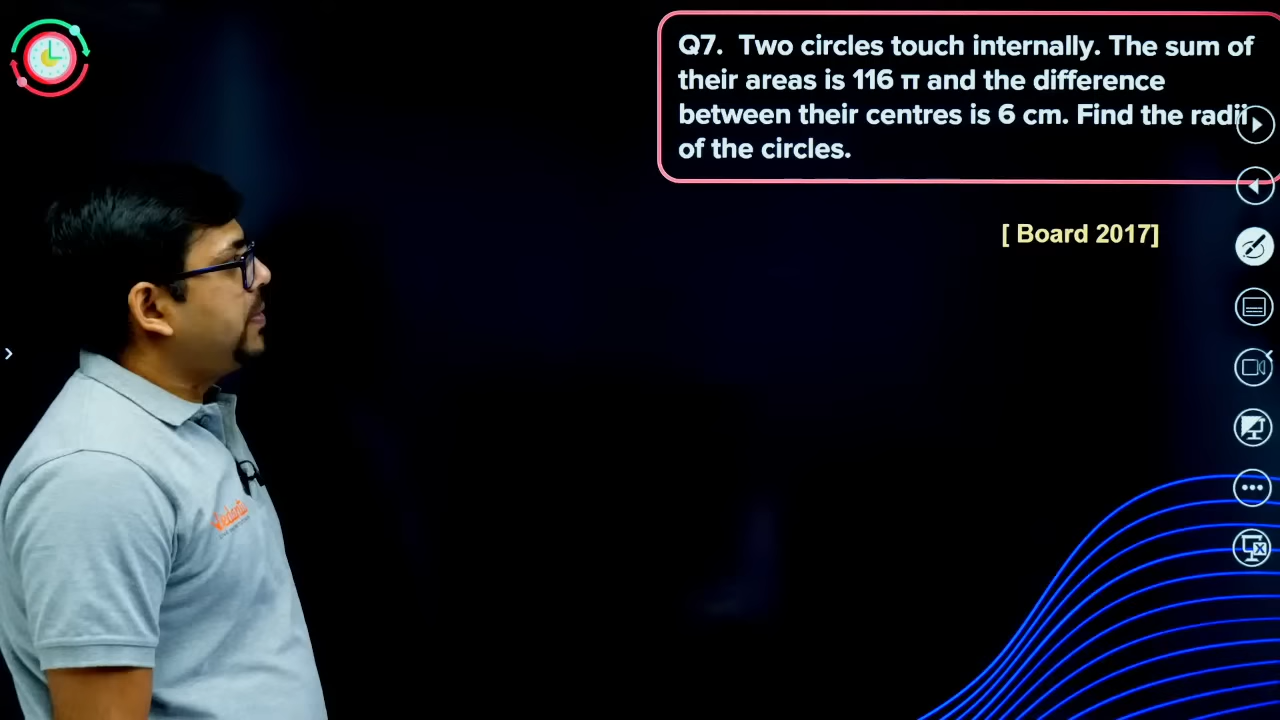 Q7. Two circles touch internally. The sum of
their areas is 116 π and the difference
between their centres is 6 cm. Find the radii
of the circles.
[ Board 2017]
Vedantu